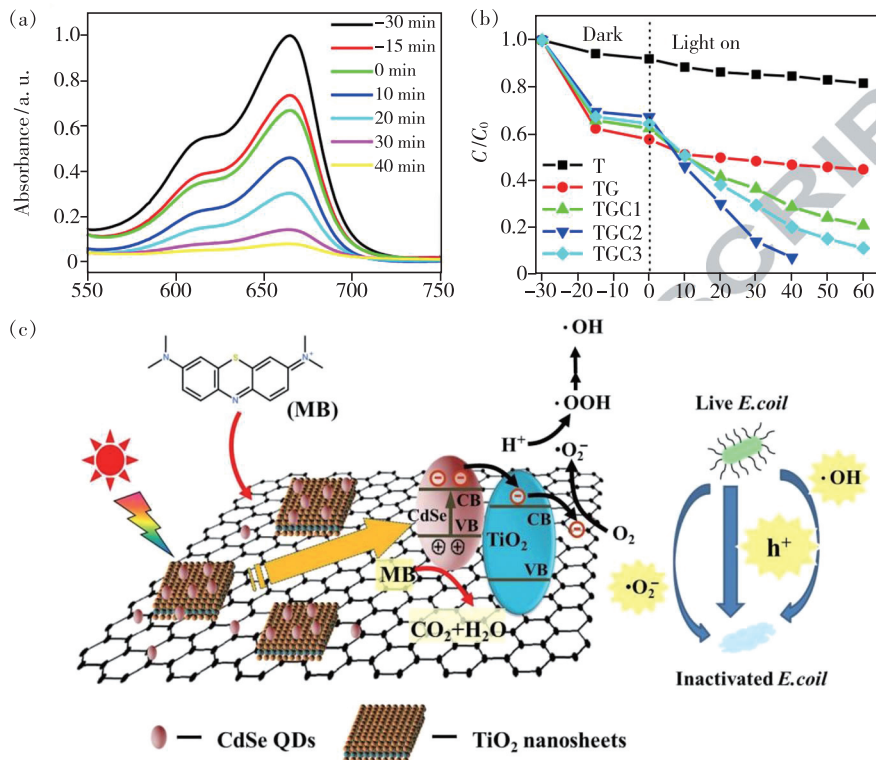 (a)
Absorbance/a. u.
1.0
0.8
0.6
0.4
0.2
0
550
600
650
700
750
−30 min
−15 min
0 min
10 min
20 min
30 min
40 min
(b)
C/C0
1.0
0.8
0.6
0.4
0.2
0
−30
−20
−10
0
10
20
30
40
50
60
Dark
Light on
T
TG
TGC1
TGC2
TGC3
(c)
S
N
N+
N
(MB)
·OH
·OOH
H+
·O2−
O2
CB
CdSe
VB
CB
TiO2
VB
MB
CO2+H2O
Live E.coil
·OH
h+
·O2−
Inactivated E.coil
CdSe QDs
TiO2 nanosheets